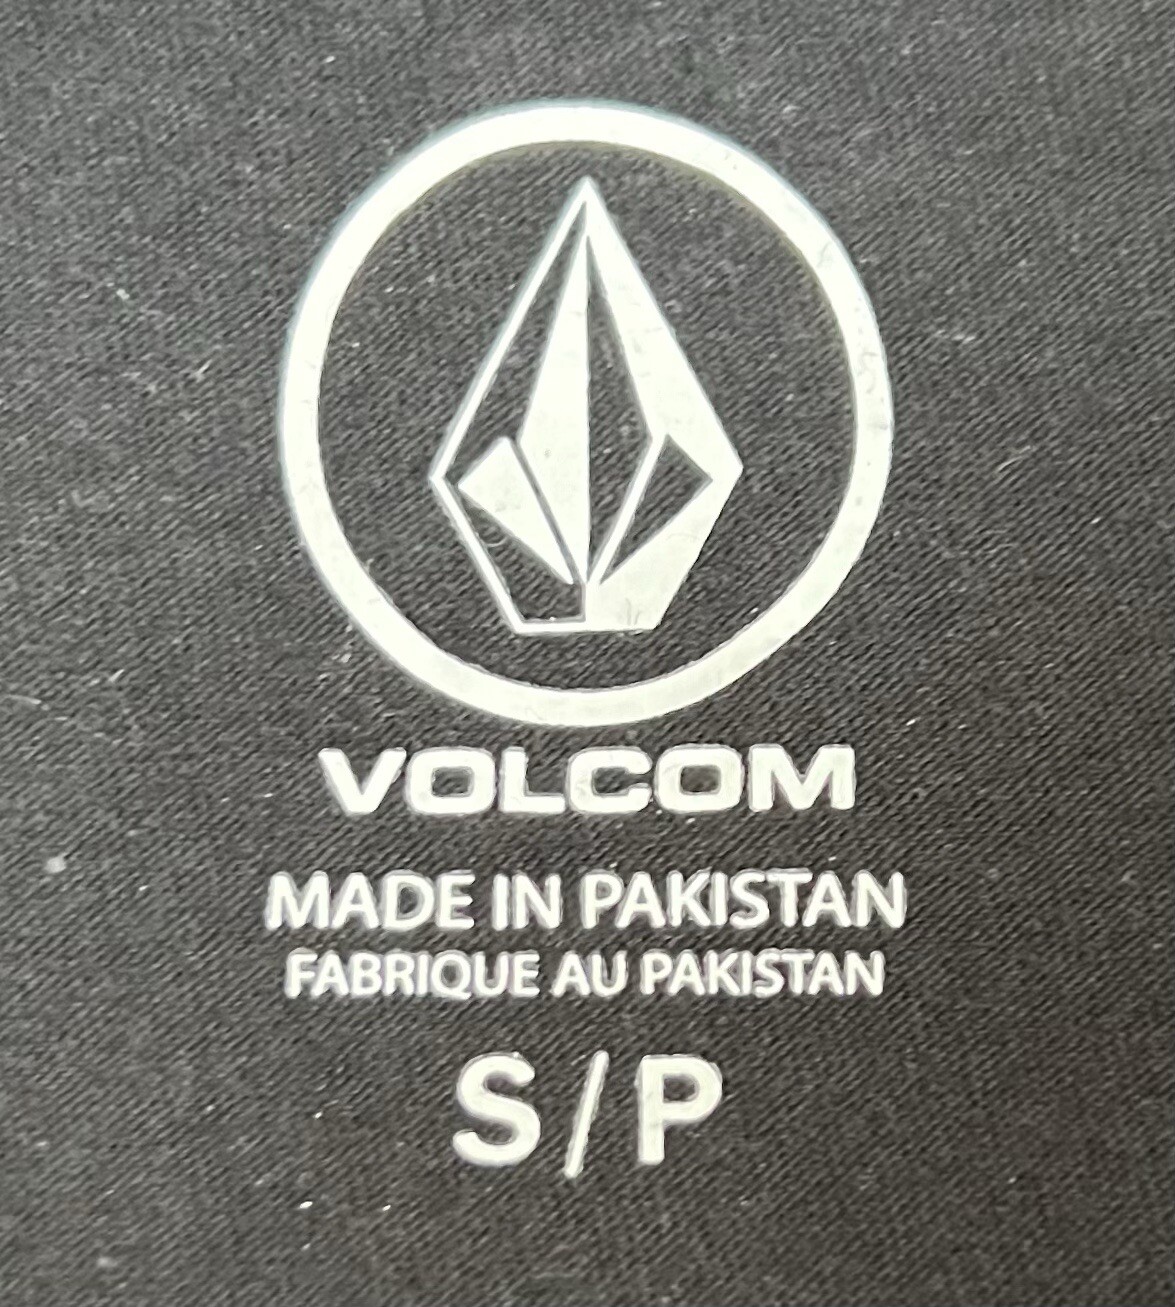 VOLCOM
MADE IN PAKISTAN
FABRIQUE AU PAKISTAN
S/P